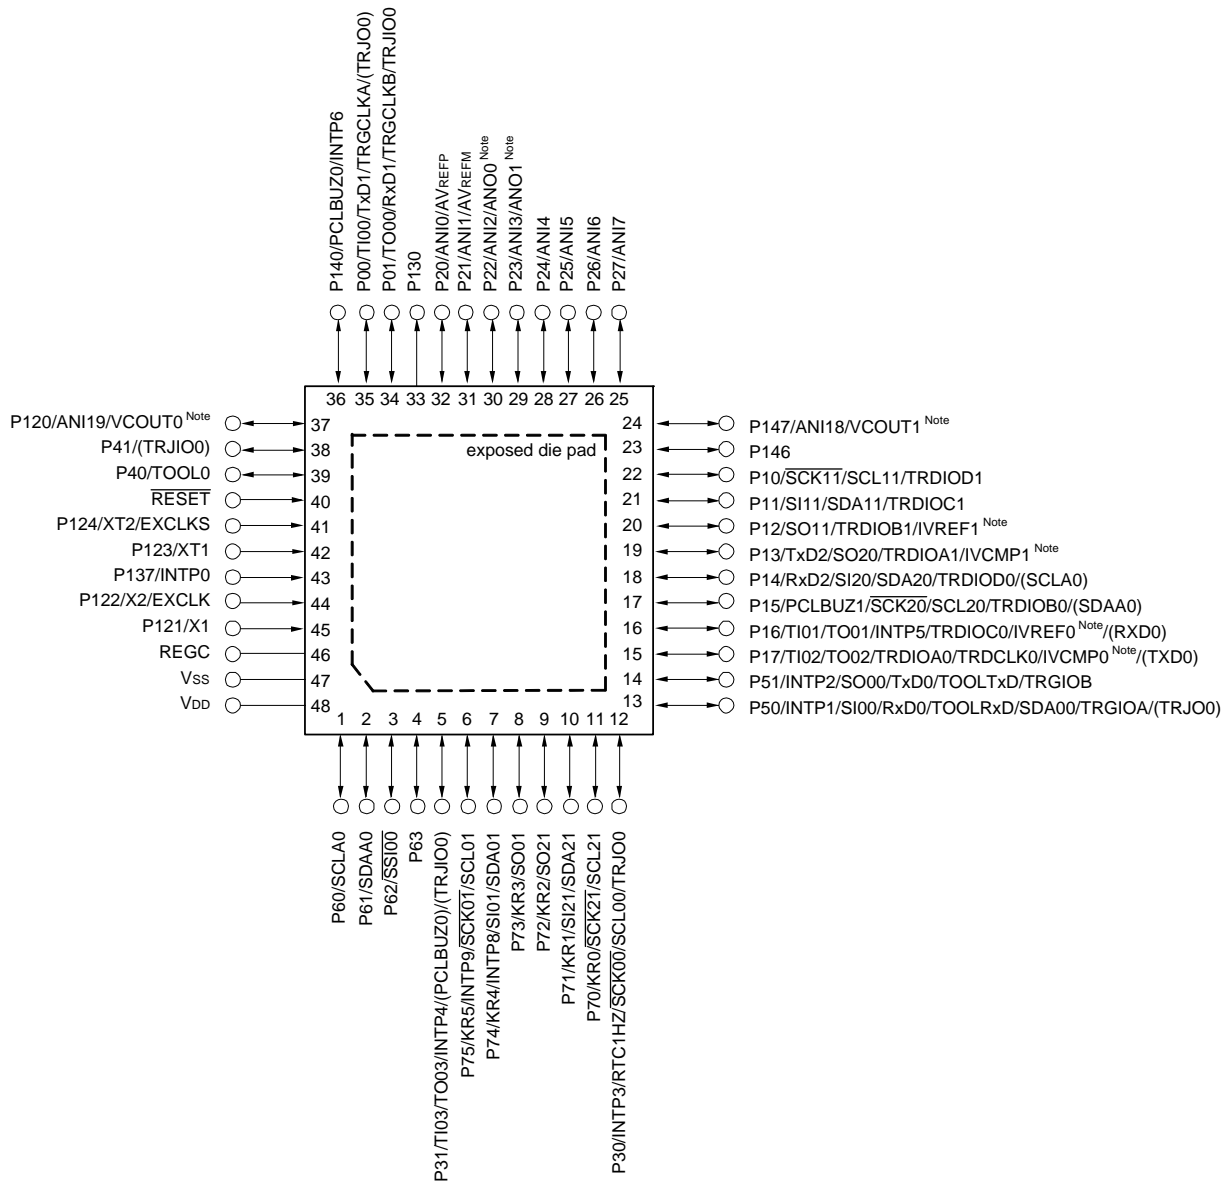 P140/PCLBUZ0/INTP6
P00/TI00/TxD1/TRGCLKA/(TRJO0)
P01/TO00/RxD1/TRGCLKB/TRJIO0
P130
P20/ANI0/AVREFP
P21/ANI1/AVREFM
P22/ANI2/ANO0 Note
P23/ANI3/ANO1 Note
P24/ANI4
P25/ANI5
P26/ANI6
P27/ANI7
36 35 34 33 32 31 30 29 28 27 26 25
P120/ANI19/VCOUT0 Note 37
P41/(TRJIO0) 38
P40/TOOL0 39
RESET 40
P124/XT2/EXCLKS 41
P123/XT1 42
P137/INTP0 43
P122/X2/EXCLK 44
P121/X1 45
REGC 46
VSS 47
VDD 48
exposed die pad
24 P147/ANI18/VCOUT1 Note
23 P146
22 P10/SCK11/SCL11/TRDIOD1
21 P11/SI11/SDA11/TRDIOC1
20 P12/SO11/TRDIOB1/IVREF1 Note
19 P13/TxD2/SO20/TRDIOA1/IVCMP1 Note
18 P14/RxD2/SI20/SDA20/TRDIOD0/(SCLA0)
17 P15/PCLBUZ1/SCK20/SCL20/TRDIOB0/(SDAA0)
16 P16/TI01/TO01/INTP5/TRDIOC0/IVREF0 Note/(RXD0)
15 P17/TI02/TO02/TRDIOA0/TRDCLK0/IVCMP0 Note/(TXD0)
14 P51/INTP2/SO00/TxD0/TOOLTxD/TRGIOB
13 P50/INTP1/SI00/RxD0/TOOLRxD/SDA00/TRGIOA/(TRJO0)
1 2 3 4 5 6 7 8 9 10 11 12
P60/SCLA0
P61/SDAA0
P62/SSI00
P63
P31/TI03/TO03/INTP4/(PCLBUZ0)/(TRJIO0)
P75/KR5/INTP9/SCK01/SCL01
P74/KR4/INTP8/SI01/SDA01
P73/KR3/SO01
P72/KR2/SO21
P71/KR1/SI21/SDA21
P70/KR0/SCK21/SCL21
P30/INTP3/RTC1HZ/SCK00/SCL00/TRJO0